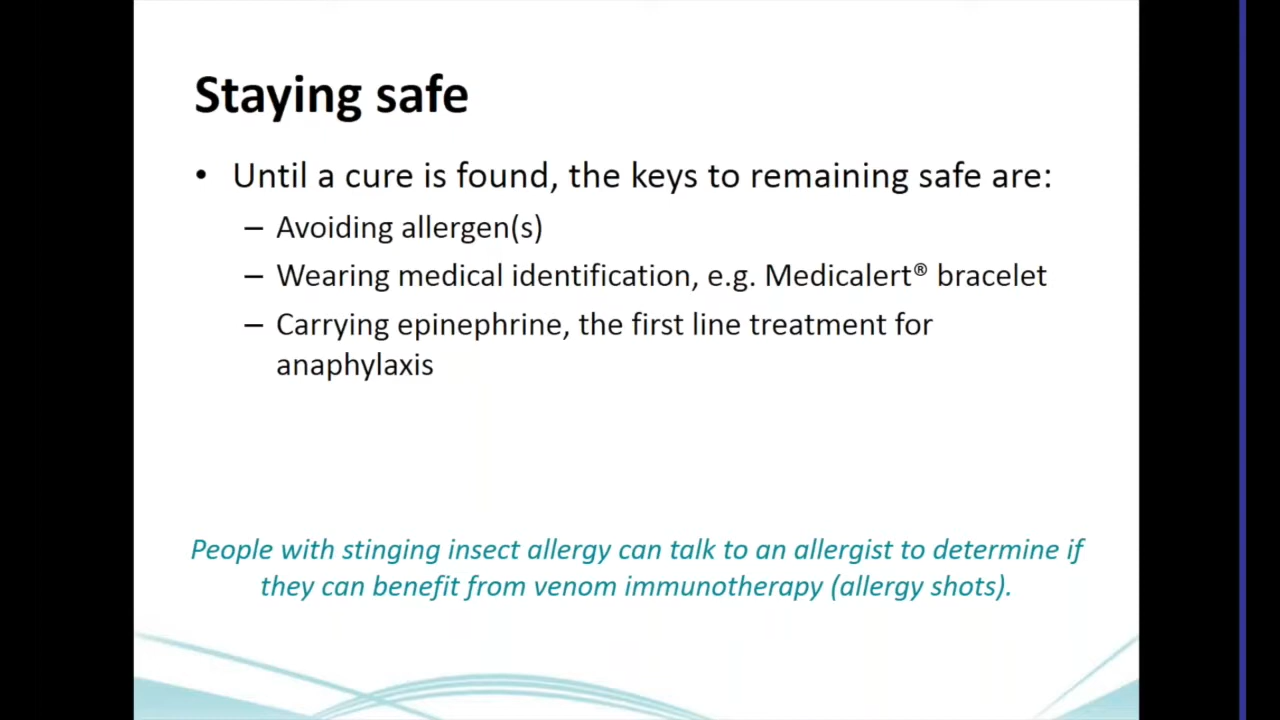 Staying safe
• Until a cure is found, the keys to remaining safe are:
– Avoiding allergen(s)
– Wearing medical identification, e.g. Medicalert® bracelet
– Carrying epinephrine, the first line treatment for
anaphylaxis
People with stinging insect allergy can talk to an allergist to determine if
they can benefit from venom immunotherapy (allergy shots).